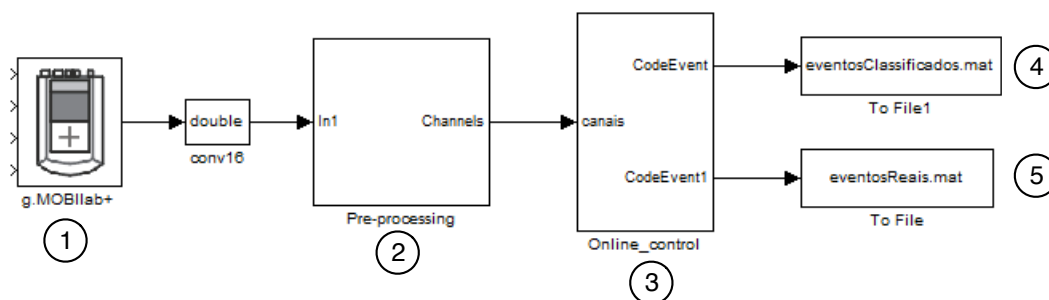 g.MOBIlab+
1
double
conv16
In1
Channels
Pre-processing
2
canais
CodeEvent
CodeEvent1
Online_control
3
eventosClassificados.mat
To File1
4
eventosReais.mat
To File
5